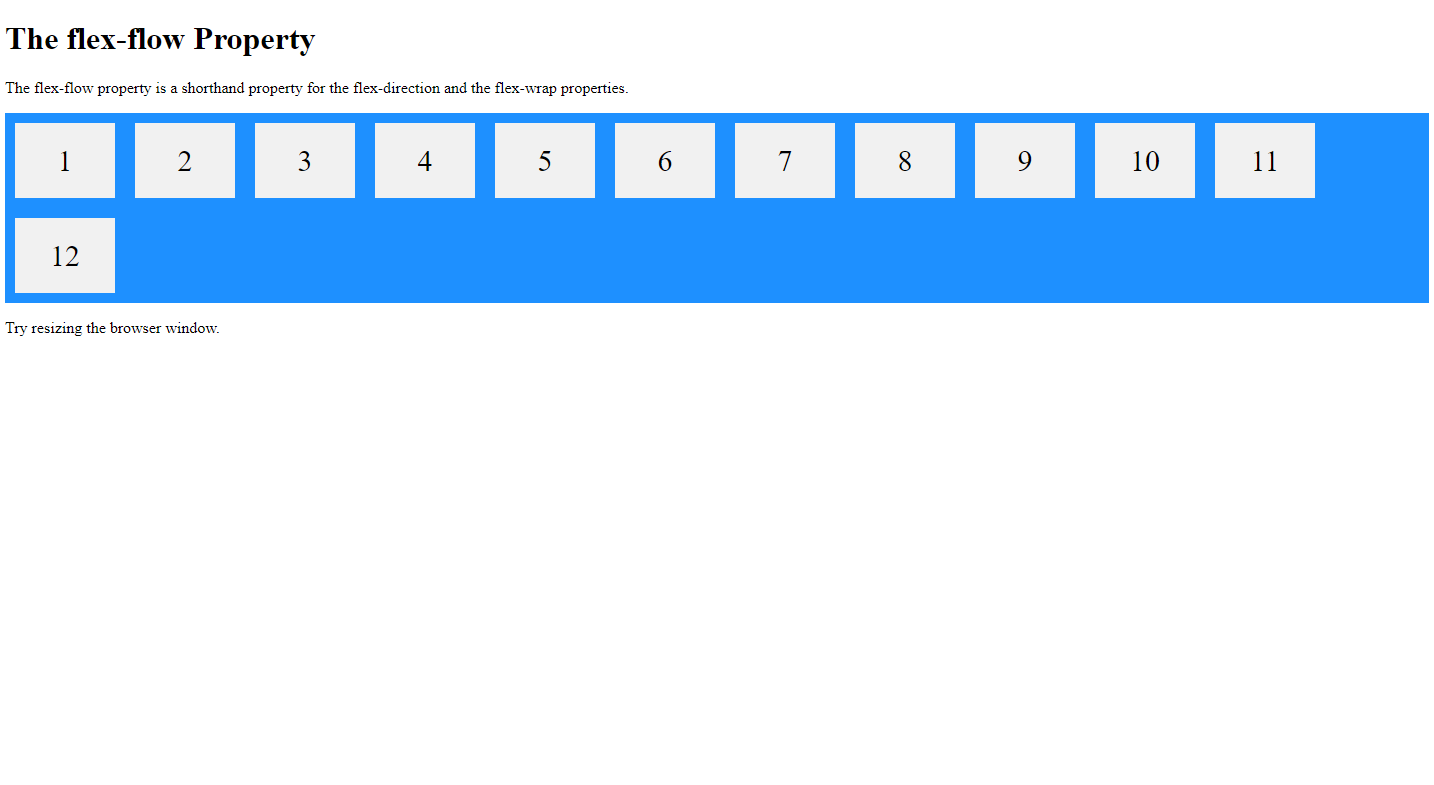 The flex-flow Property
The flex-flow property is a shorthand property for the flex-direction and the flex-wrap properties.
1 2 3 4 5 6 7 8 9 10 11
12
Try resizing the browser window.